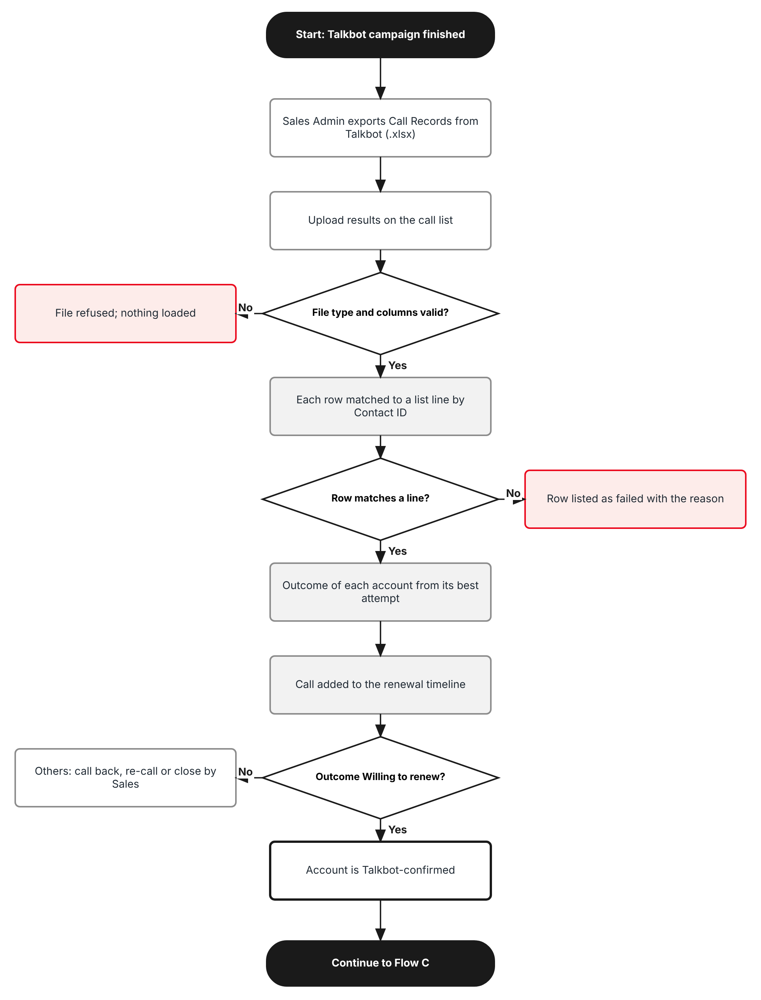 Start: Talkbot campaign finished
Sales Admin exports Call Records from
Talkbot (.xlsx)
Upload results on the call list
File type and columns valid?
No
File refused; nothing loaded
Yes
Each row matched to a list line by
Contact ID
Row matches a line?
No
Row listed as failed with the reason
Yes
Outcome of each account from its best
attempt
Call added to the renewal timeline
Outcome Willing to renew?
No
Others: call back, re-call or close by
Sales
Yes
Account is Talkbot-confirmed
Continue to Flow C